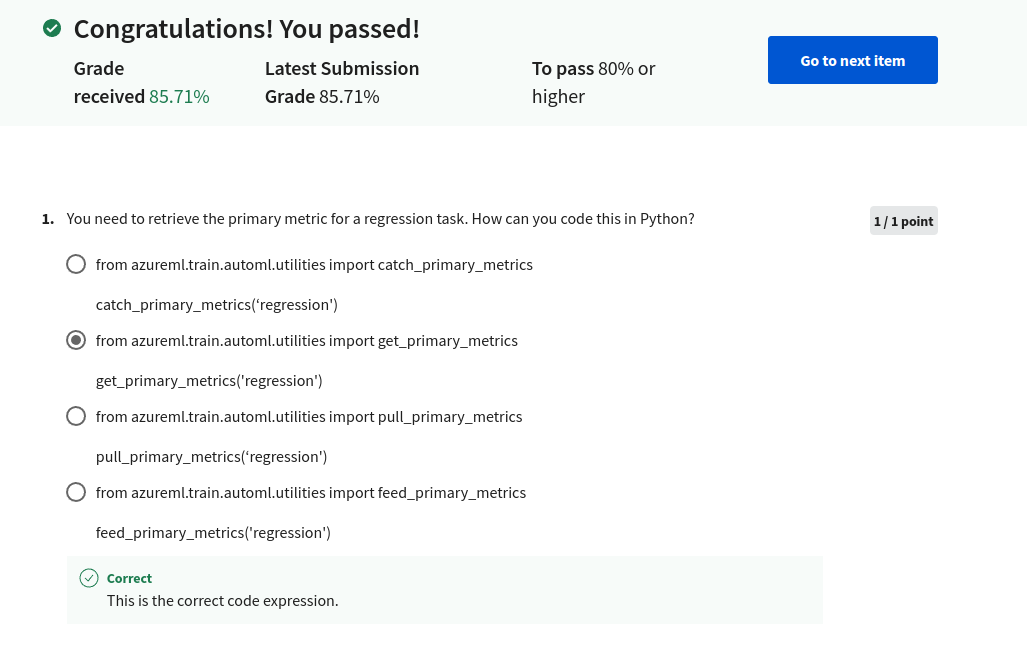 Congratulations! You passed!
Grade
received 85.71%
Latest Submission
Grade 85.71%
To pass 80% or
higher
Go to next item
1. You need to retrieve the primary metric for a regression task. How can you code this in Python?
1 / 1 point
from azureml.train.automl.utilities import catch_primary_metrics
catch_primary_metrics(‘regression')
from azureml.train.automl.utilities import get_primary_metrics
get_primary_metrics('regression')
from azureml.train.automl.utilities import pull_primary_metrics
pull_primary_metrics(‘regression')
from azureml.train.automl.utilities import feed_primary_metrics
feed_primary_metrics('regression')
Correct
This is the correct code expression.